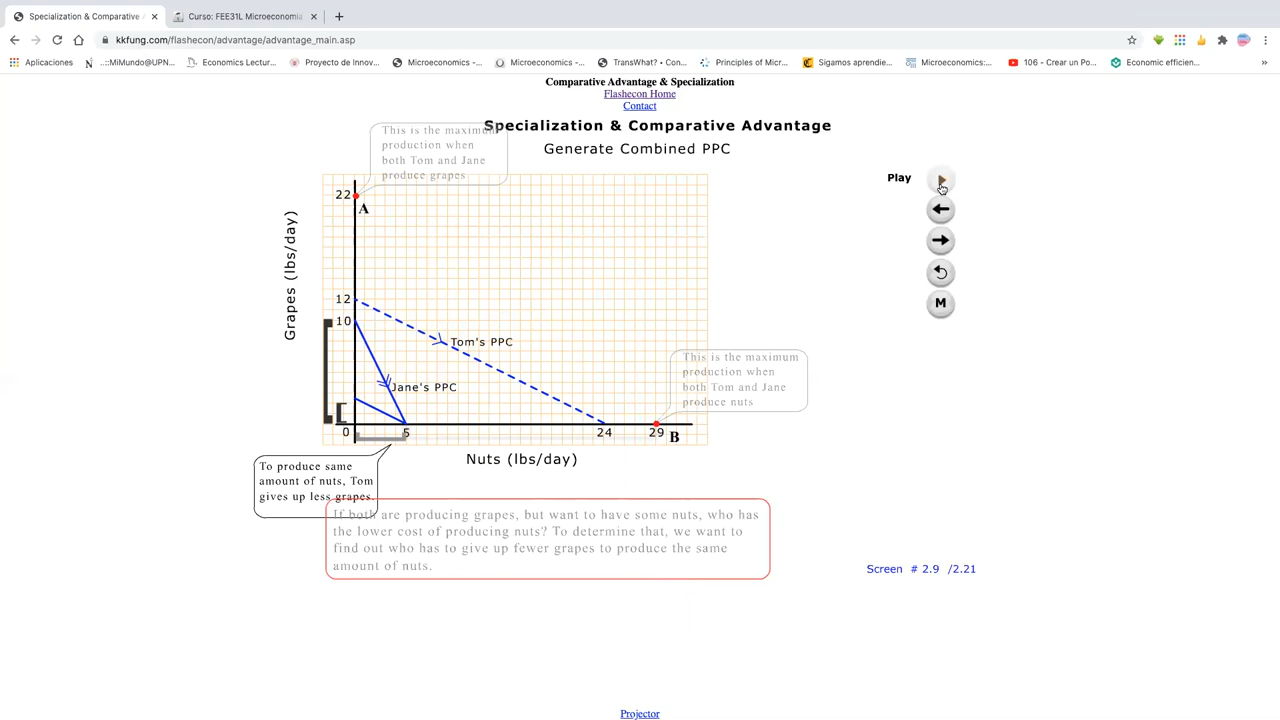 Specialization & Comparative A
Curso: FEE31L Microeconomia
kkfung.com/flashecon/advantage/advantage_main.asp
Aplicaciones
..::MiMundo@UPN...
Economics Lectur...
Proyecto de Innov...
Microeconomics -...
Microeconomics -...
TransWhat? • Con...
Principles of Micr...
Sigamos aprendie...
Microeconomics:...
106 - Crear un Po...
Economic efficien...
Comparative Advantage & Specialization
Flashecon Home
Contact
Specialization & Comparative Advantage
Generate Combined PPC
This is the maximum
production when
both Tom and Jane
produce grapes
Play
M
22
A
Grapes (lbs/day)
12
10
Tom's PPC
Jane's PPC
This is the maximum
production when
both Tom and Jane
produce nuts
0
5
24
29
B
Nuts (lbs/day)
To produce same
amount of nuts, Tom
gives up less grapes.
If both are producing grapes, but want to have some nuts, who has
the lower cost of producing nuts? To determine that, we want to
find out who has to give up fewer grapes to produce the same
amount of nuts.
Screen # 2.9 /2.21
Projector